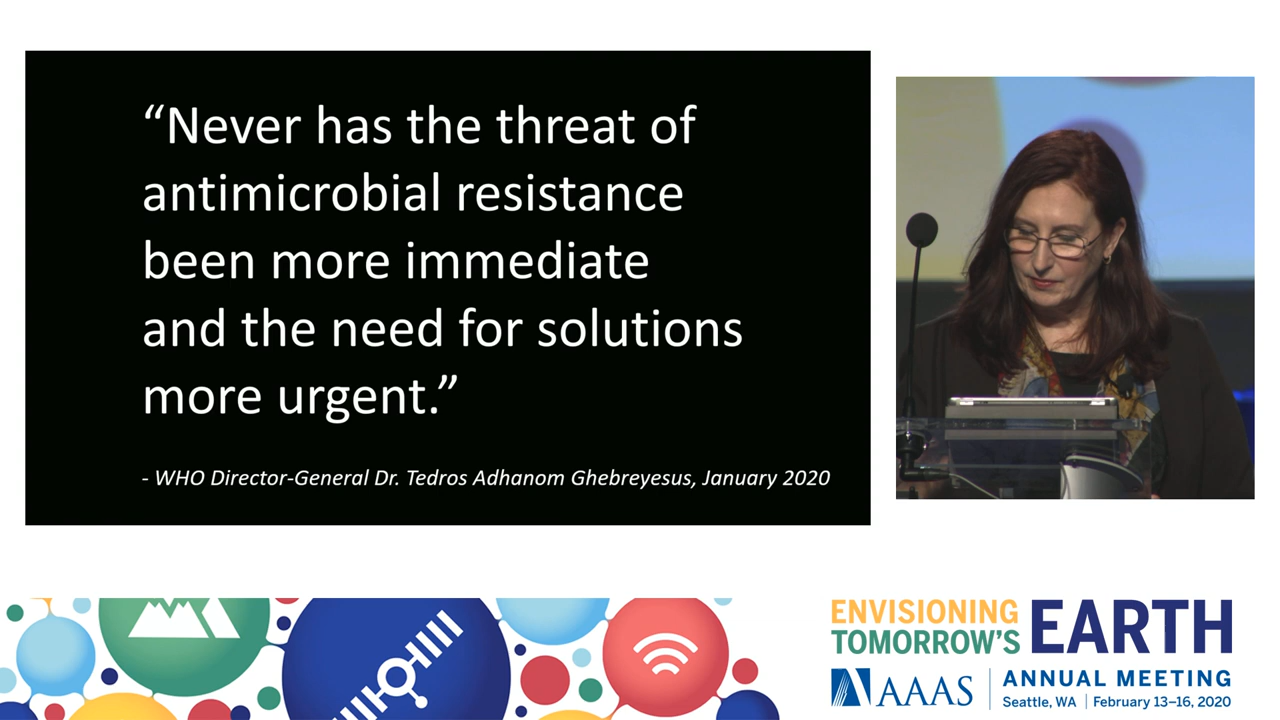 “Never has the threat of
antimicrobial resistance
been more immediate
and the need for solutions
more urgent.”
- WHO Director-General Dr. Tedros Adhanom Ghebreyesus, January 2020
ENVISIONING
TOMORROW’S
EARTH
AAAS
ANNUAL MEETING
Seattle, WA | February 13–16, 2020